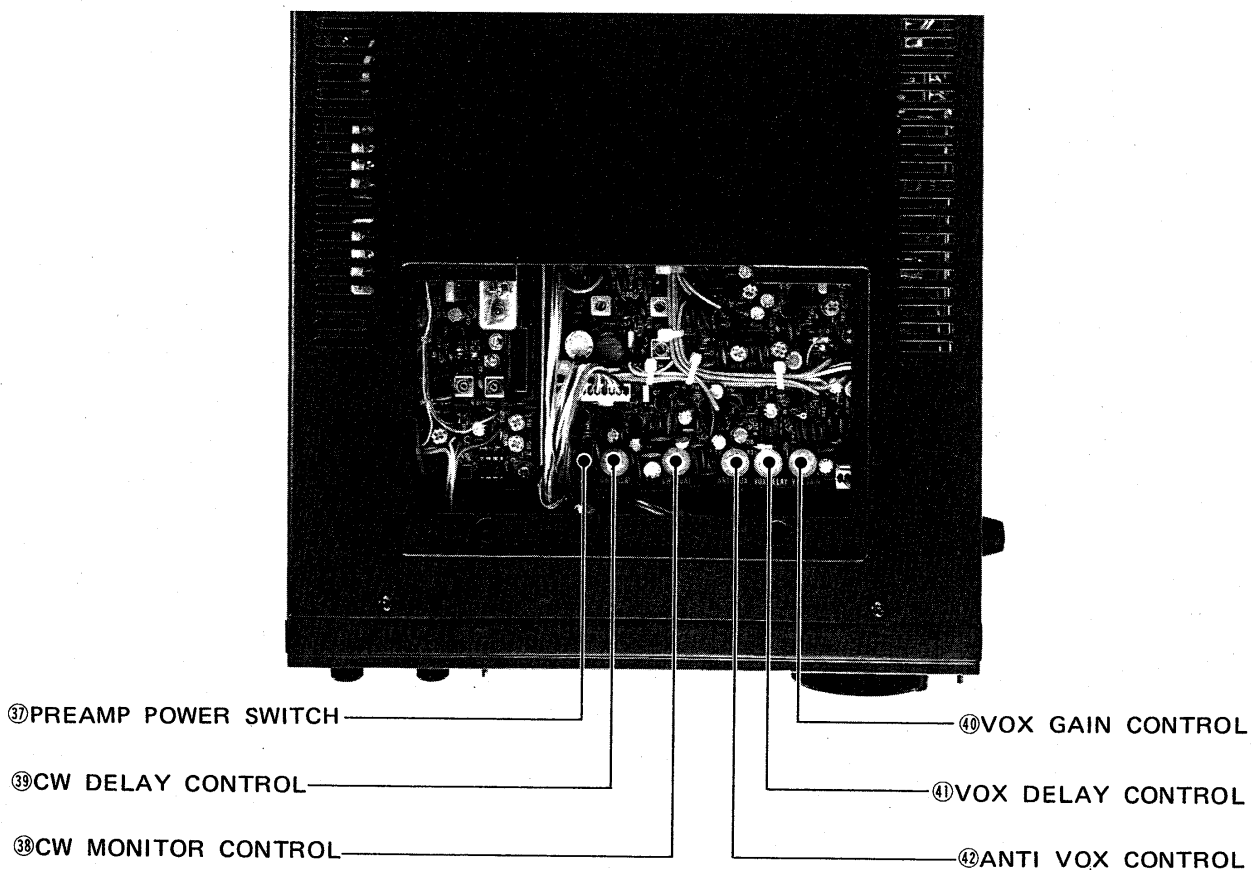 ㊲PREAMP POWER SWITCH
㊴CW DELAY CONTROL
㊳CW MONITOR CONTROL
㊵VOX GAIN CONTROL
㊶VOX DELAY CONTROL
㊷ANTI VOX CONTROL